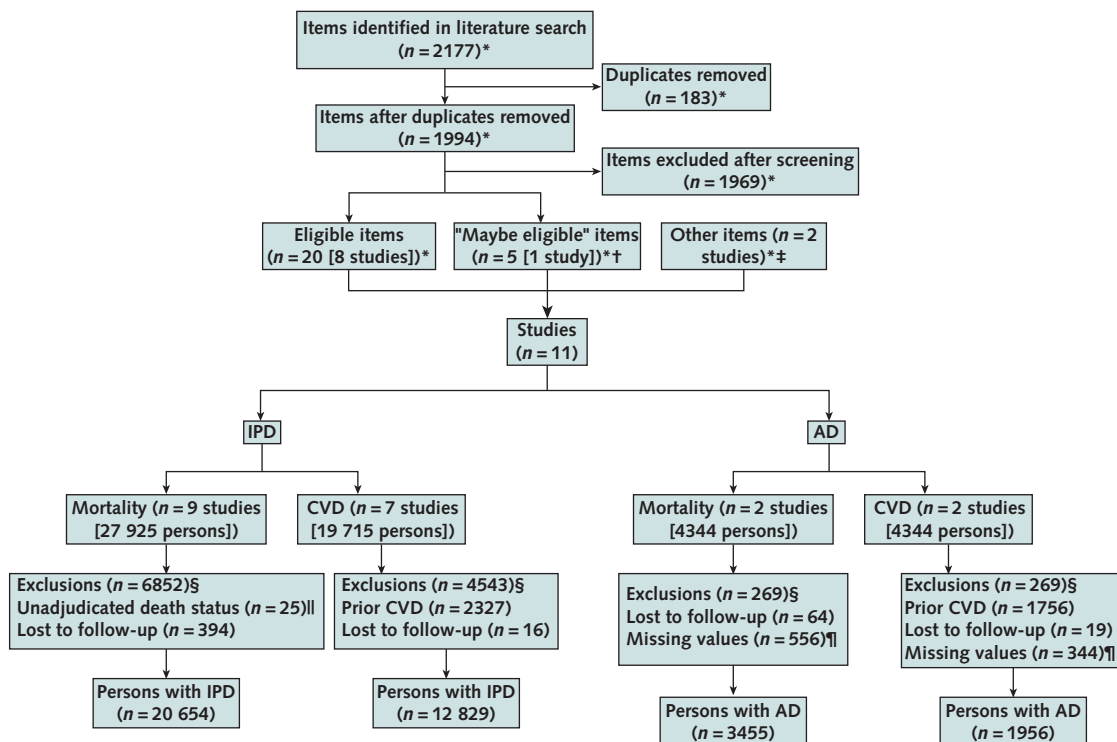 Items identified in literature search
(n = 2177)*
Duplicates removed
(n = 183)*
Items after duplicates removed
(n = 1994)*
Items excluded after screening
(n = 1969)*
Eligible items
(n = 20 [8 studies])*
"Maybe eligible" items
(n = 5 [1 study])*†
Other items (n = 2
studies)*‡
Studies
(n = 11)
IPD
AD
Mortality (n = 9 studies
[27 925 persons])
CVD (n = 7 studies
[19 715 persons])
Mortality (n = 2 studies
[4344 persons])
CVD (n = 2 studies
[4344 persons])
Exclusions (n = 6852)§
Unadjudicated death status (n = 25)||
Lost to follow-up (n = 394)
Exclusions (n = 4543)§
Prior CVD (n = 2327)
Lost to follow-up (n = 16)
Exclusions (n = 269)§
Lost to follow-up (n = 64)
Missing values (n = 556)¶
Exclusions (n = 269)§
Prior CVD (n = 1756)
Lost to follow-up (n = 19)
Missing values (n = 344)¶
Persons with IPD
(n = 20 654)
Persons with IPD
(n = 12 829)
Persons with AD
(n = 3455)
Persons with AD
(n = 1956)